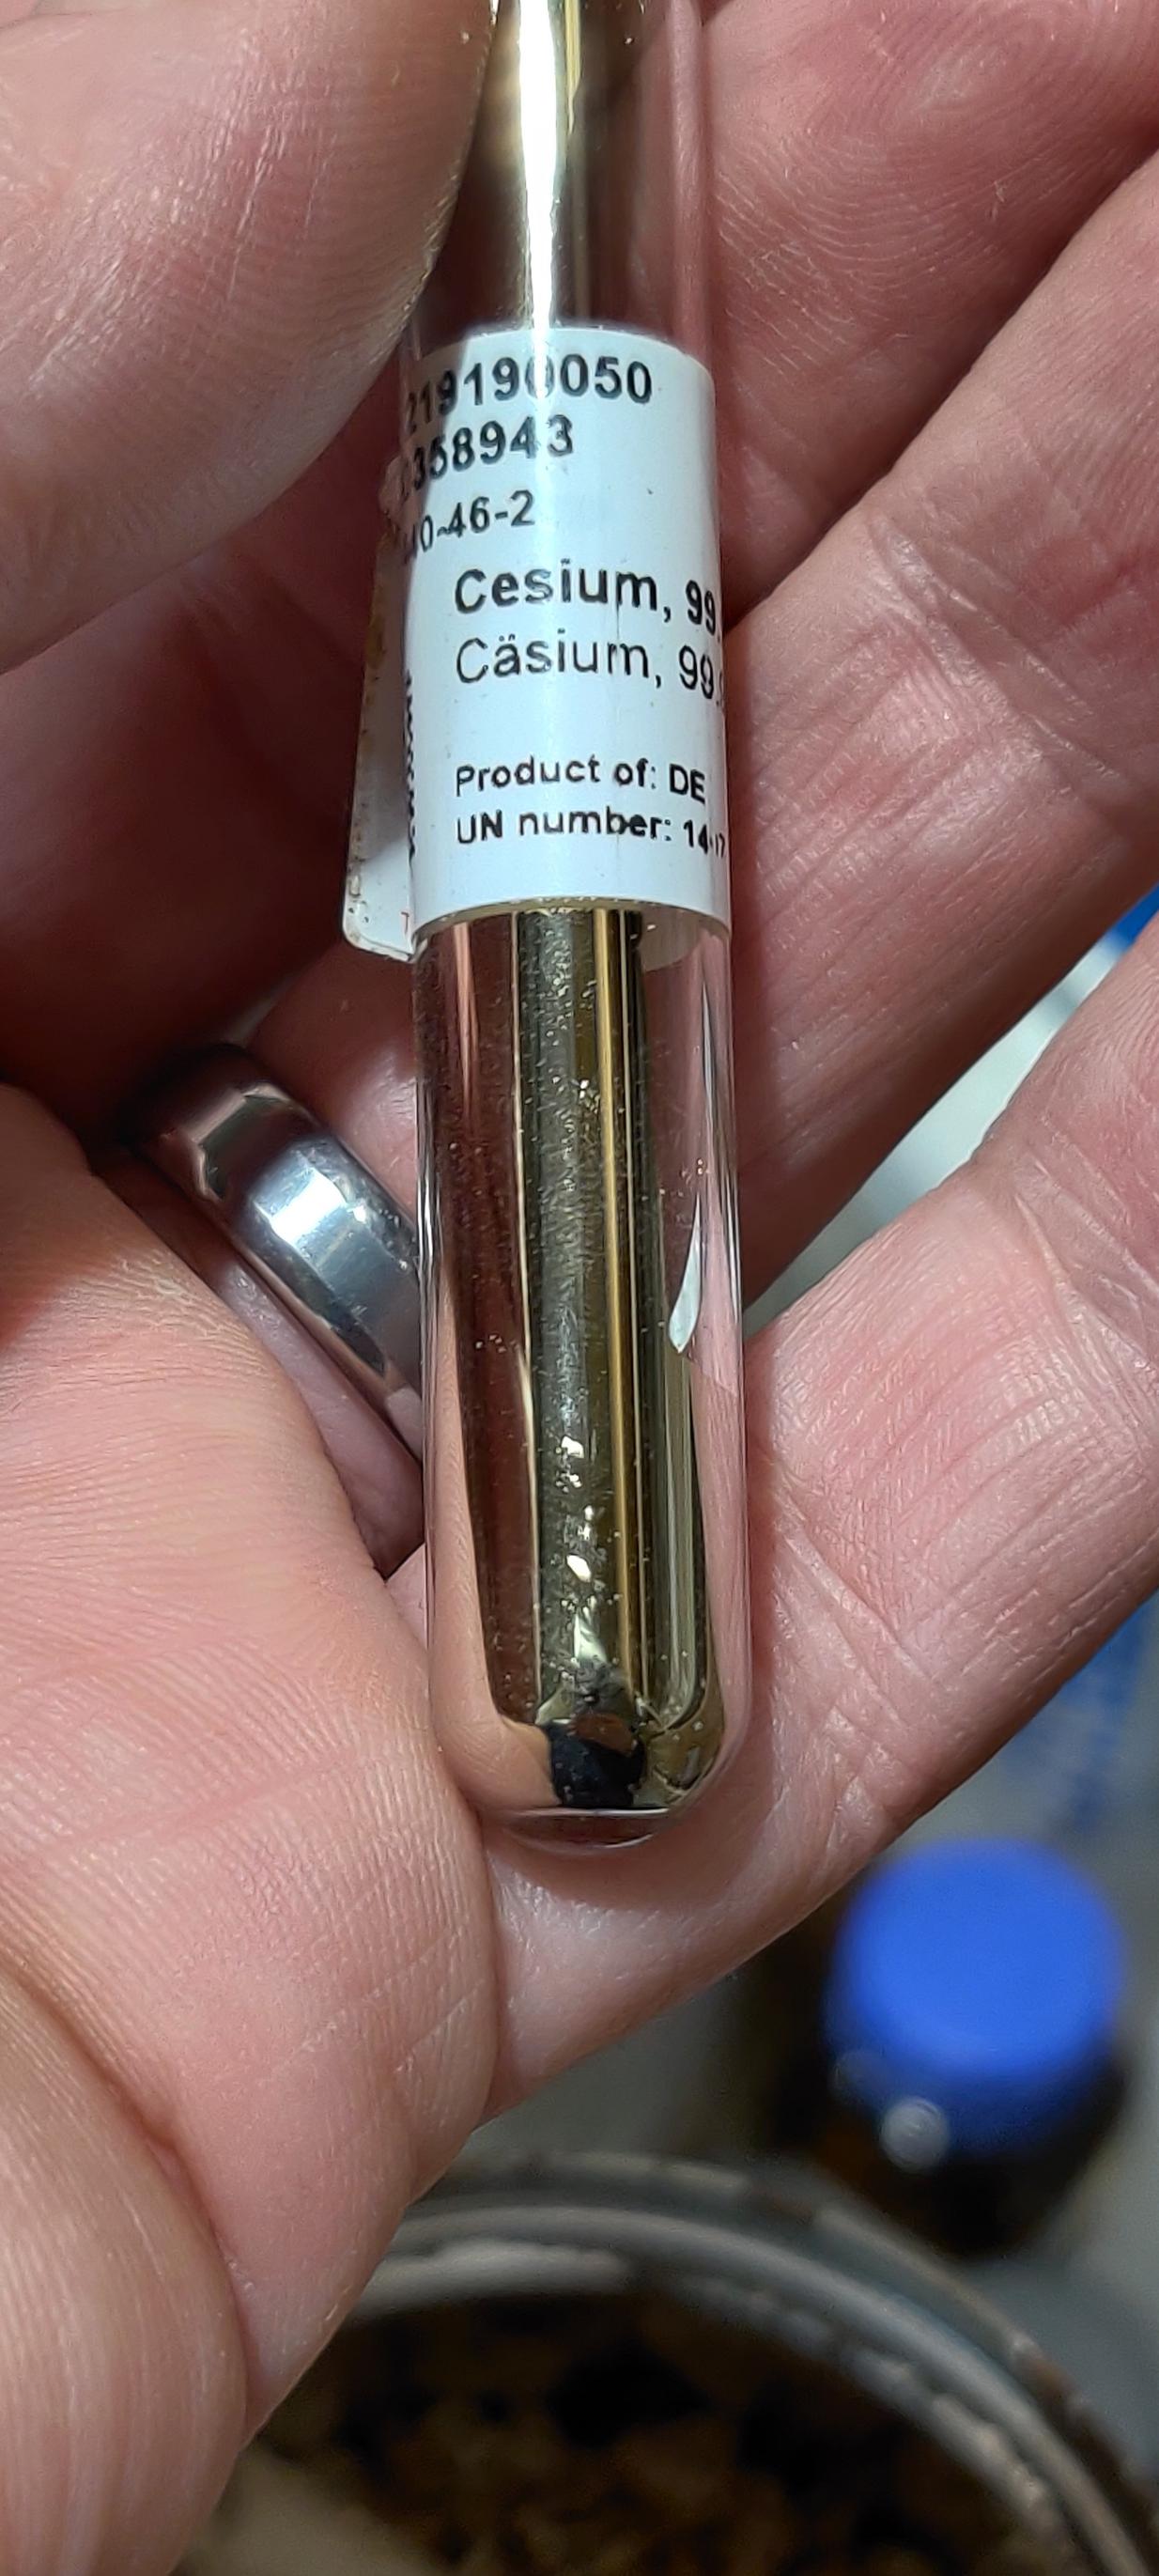 219190050
358943
40-46-2
Cesium, 99.
Cäsium, 99.
Product of: DE
UN number: 14